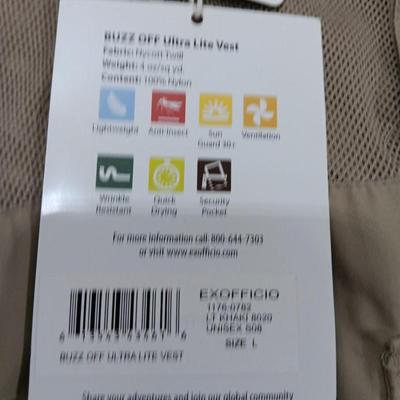 BUZZ OFF Ultra Lite Vest
Fabric: Nycott Twill
Weight: 4 oz/sq yd.
Content: 100% Nylon
Lightweight
Anti-Insect
Sun
Guard 30+
Ventilation
Wrinkle
Resistant
Quick
Drying
Security
Pocket
For more information call: 800-644-7303
or visit www.exofficio.com
EXOFFICIO
1176-0782
LT KHAKI 8020
UNISEX S06
SIZE L
BUZZ OFF ULTRA LITE VEST
Share your adventures and join our global community